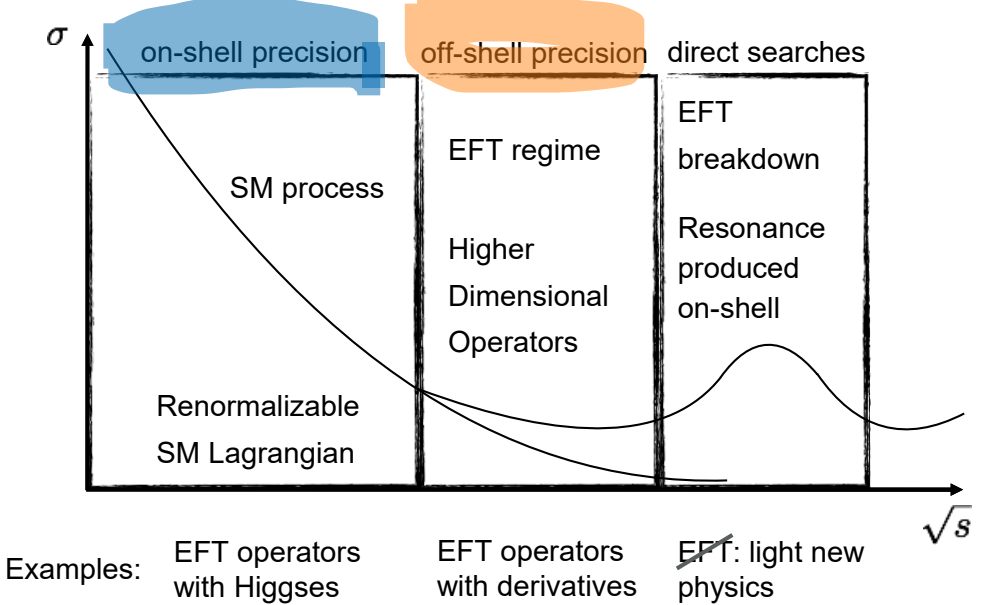 σ
on-shell precision
off-shell precision
direct searches
SM process
Renormalizable
SM Lagrangian
EFT regime
Higher
Dimensional
Operators
EFT
breakdown
Resonance
produced
on-shell
√s
Examples:
EFT operators
with Higgses
EFT operators
with derivatives
EFT: light new
physics